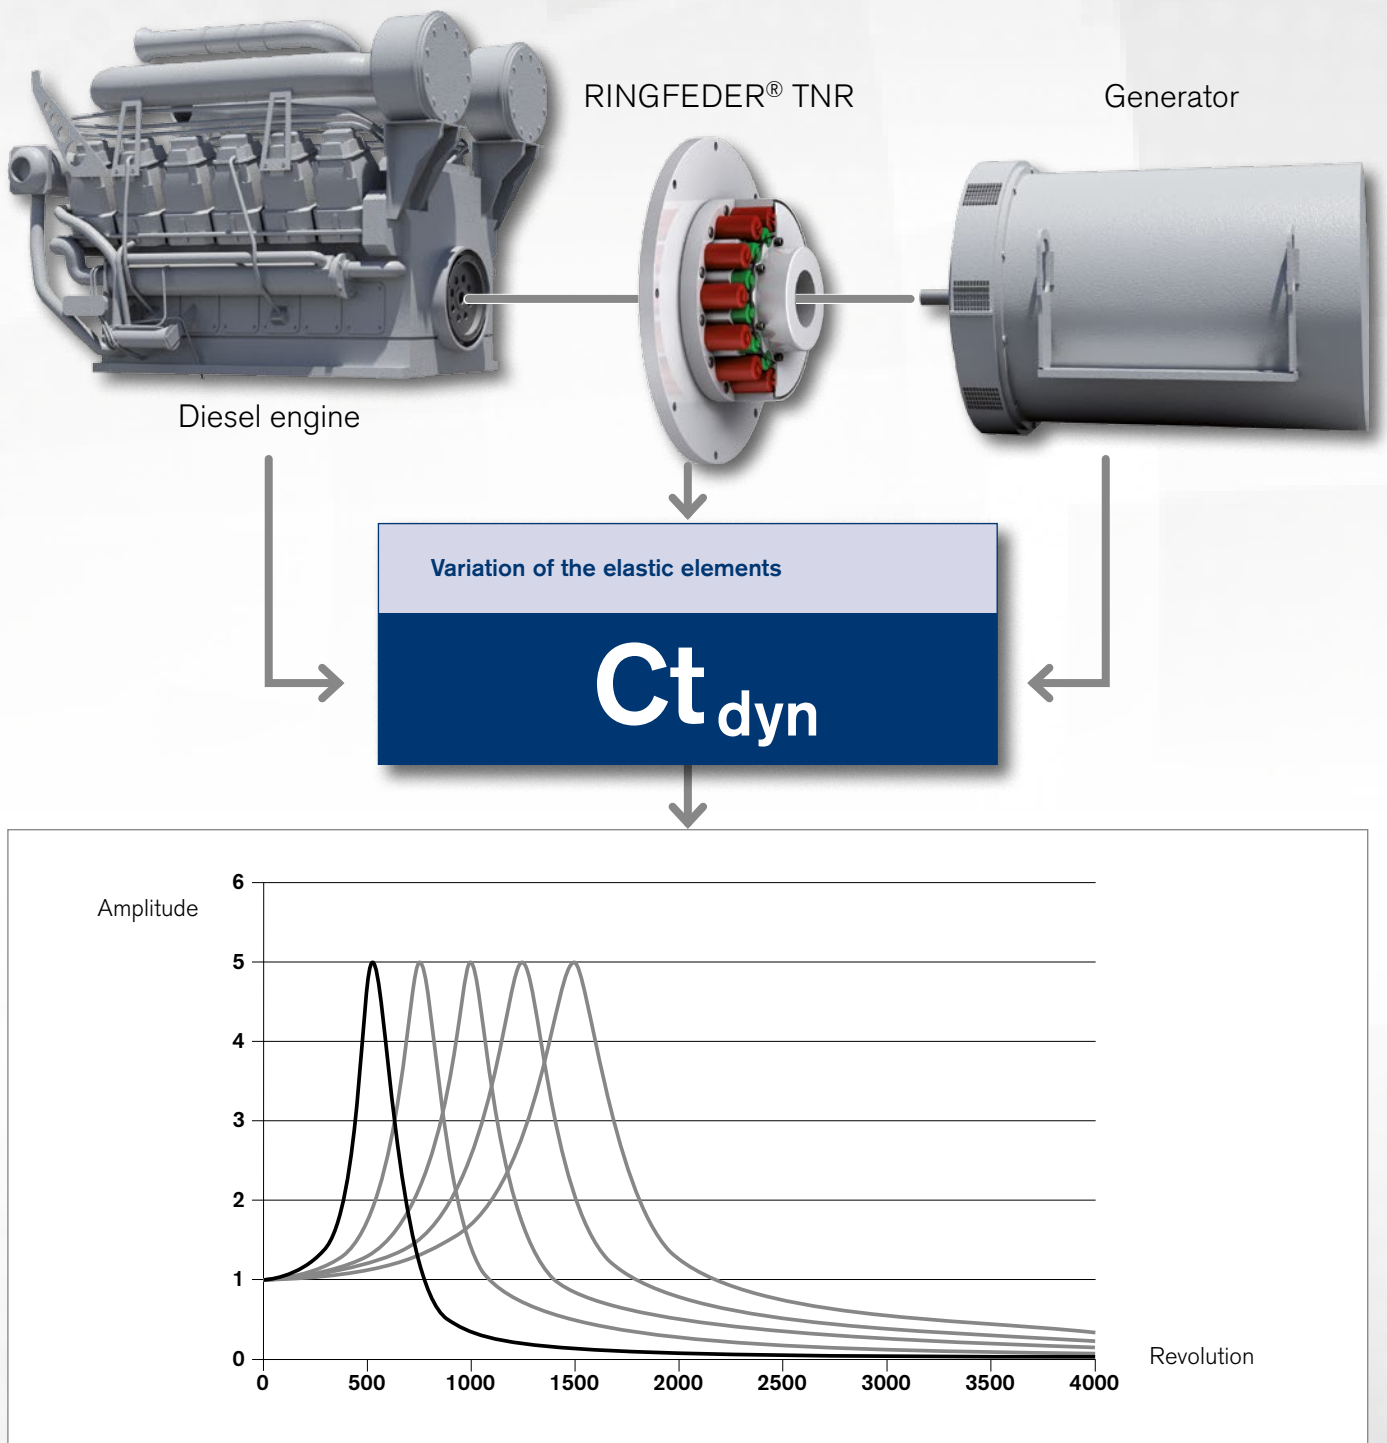 RINGFEDER® TNR
Generator
Diesel engine
Variation of the elastic elements
Ct dyn
Amplitude
6
5
4
3
2
1
0
0 500 1000 1500 2000 2500 3000 3500 4000
Revolution